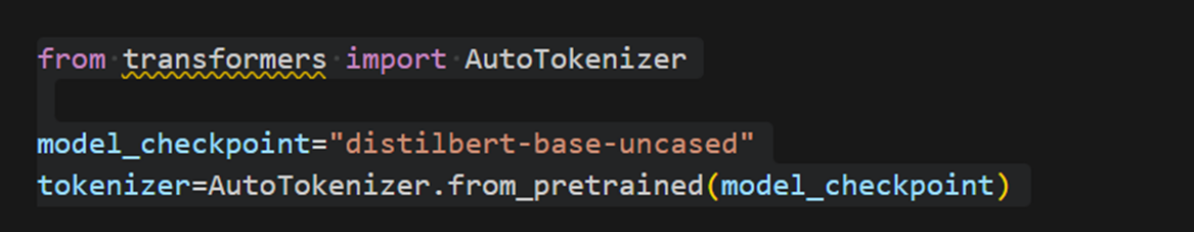 from transformers import AutoTokenizer
model_checkpoint="distilbert-base-uncased"
tokenizer=AutoTokenizer.from_pretrained(model_checkpoint)